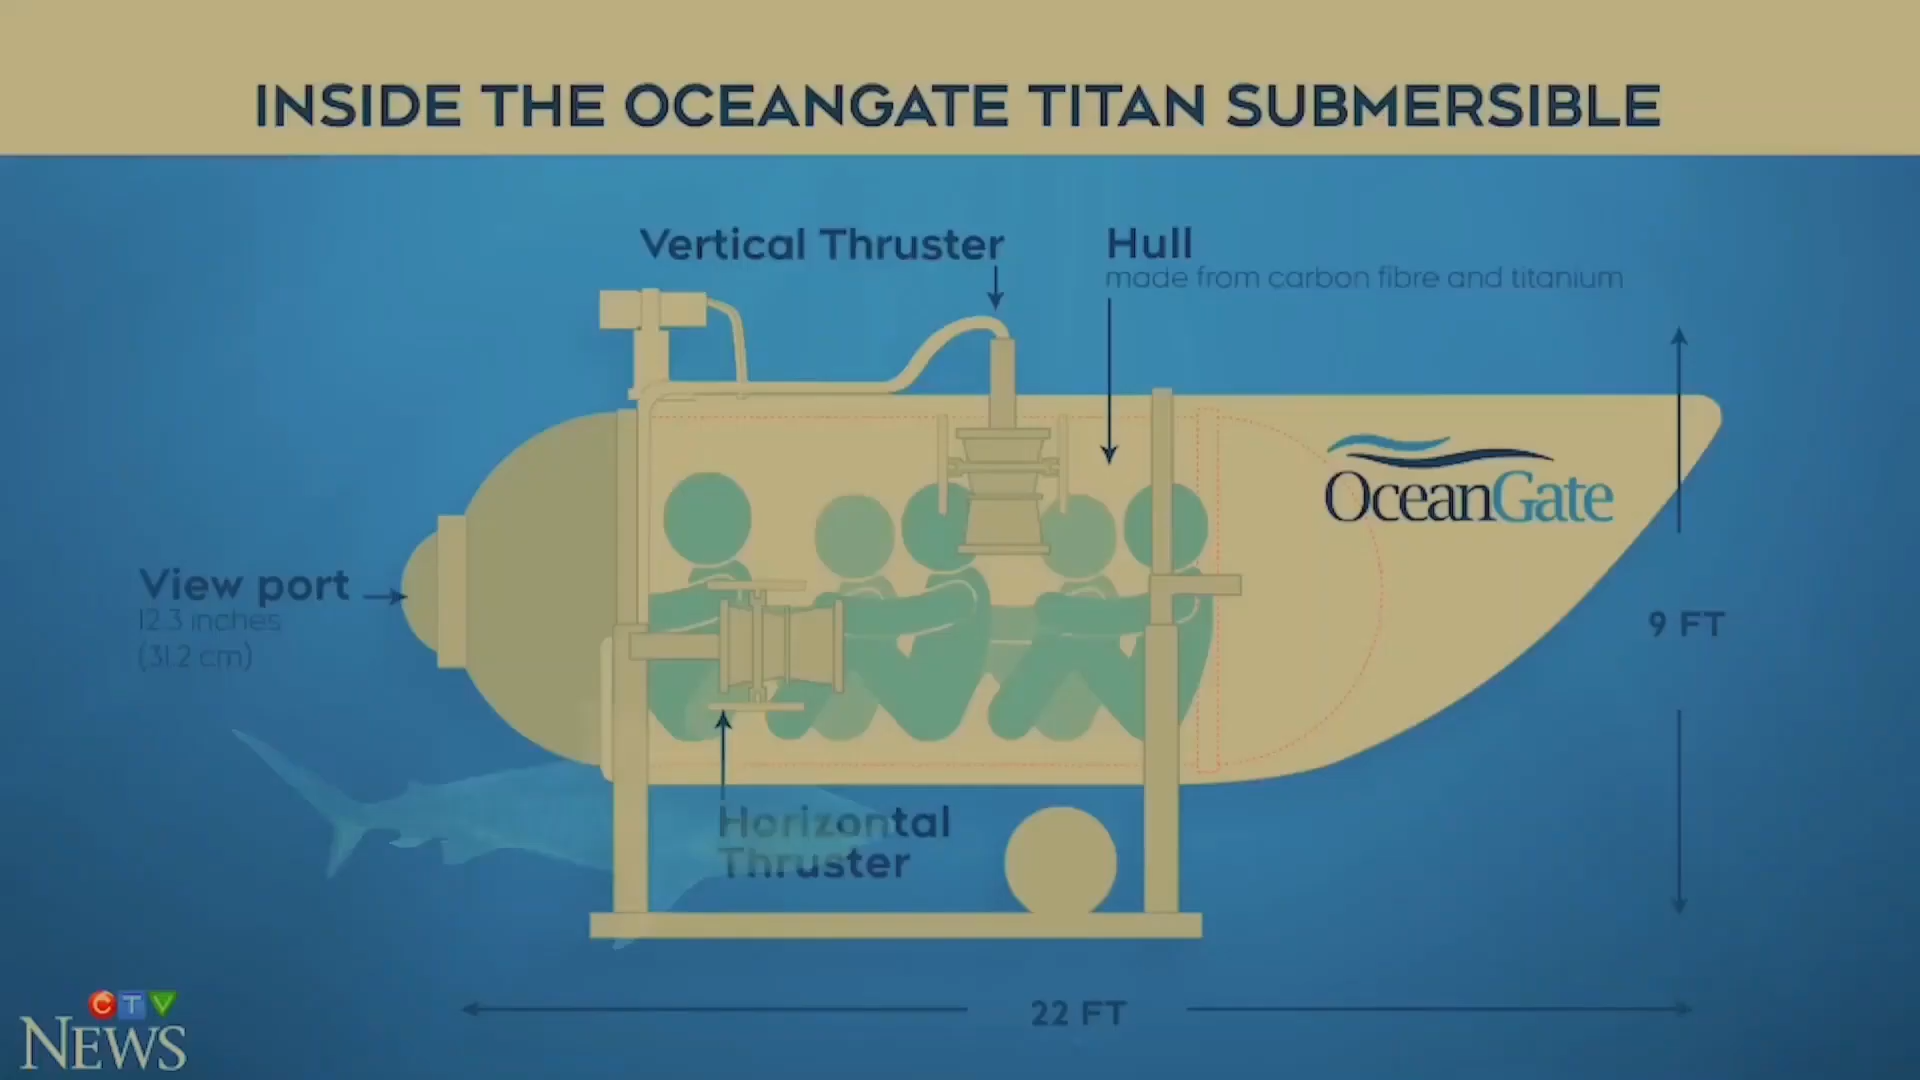 INSIDE THE OCEANGATE TITAN SUBMERSIBLE
Vertical Thruster
Hull
made from carbon fibre and titanium
OceanGate
View port
12.3 inches
(31.2 cm)
9 FT
Horizontal
Thruster
22 FT
CTV
NEWS